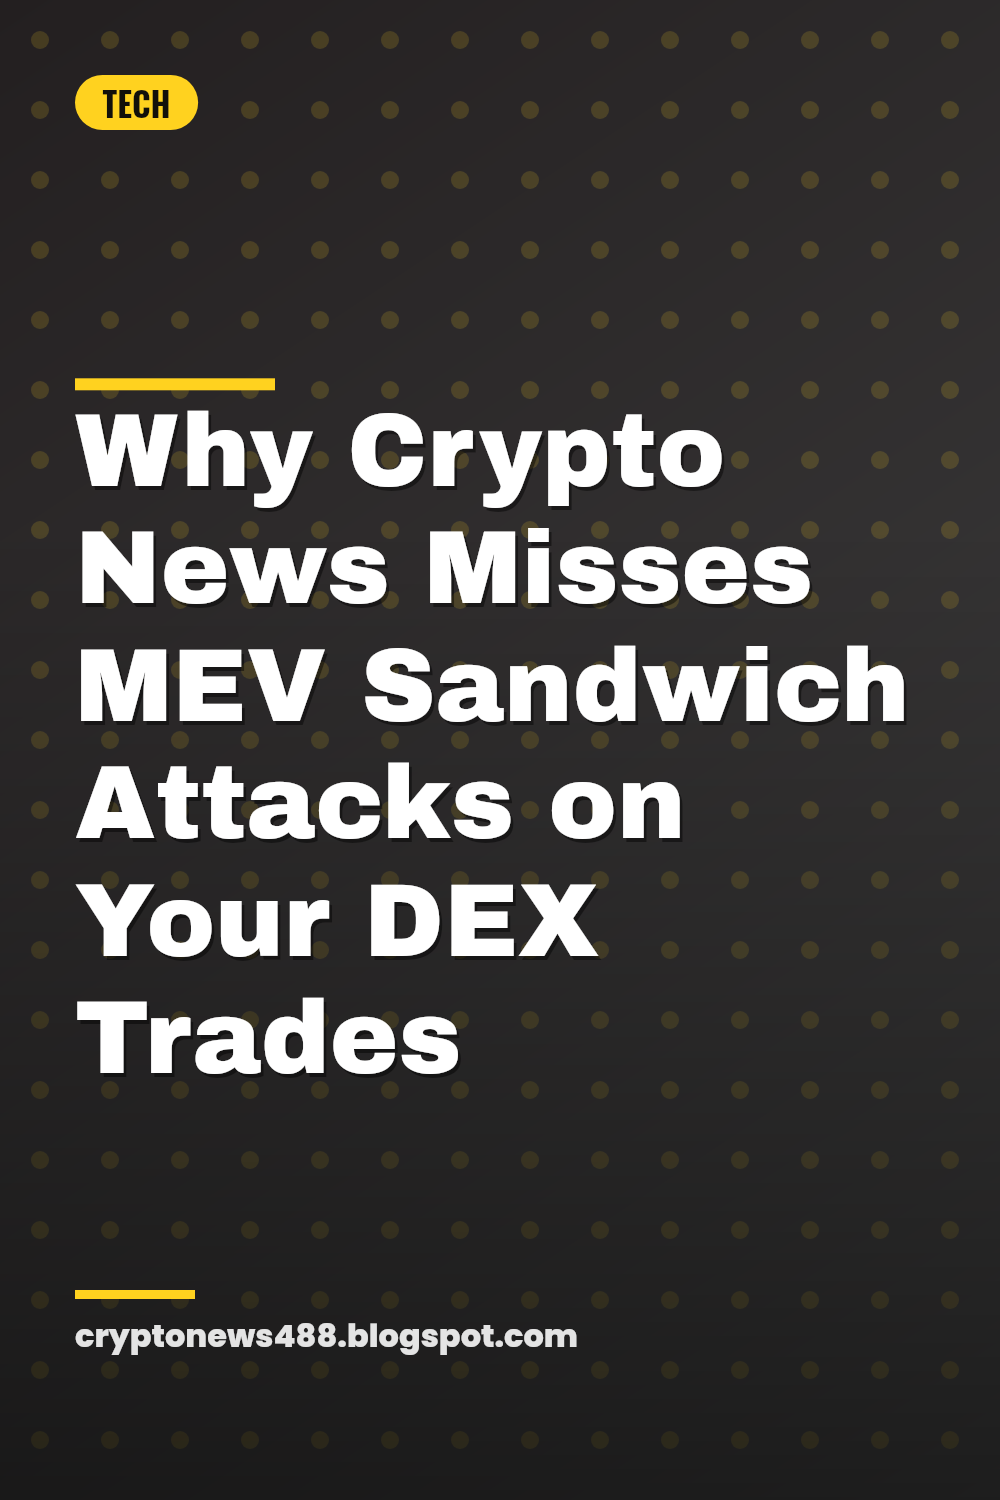 TECH
Why Crypto
News Misses
MEV Sandwich
Attacks on
Your DEX
Trades
cryptonews488.blogspot.com